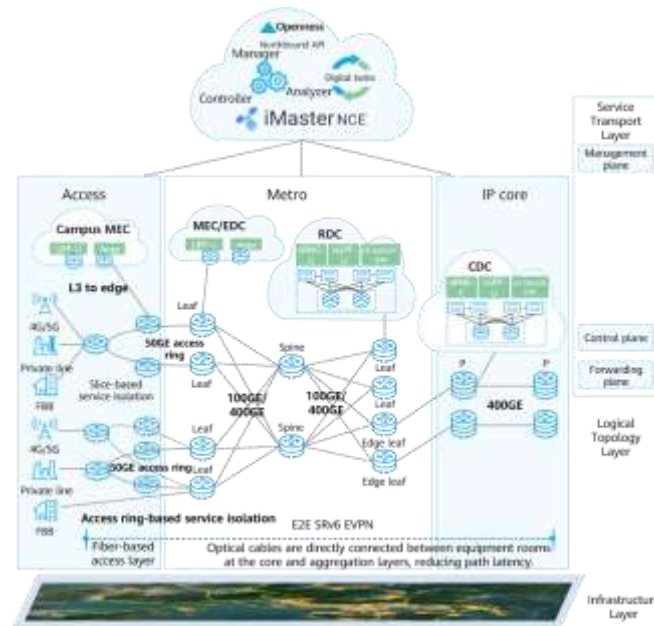 Openness
Northbound API
Manager
Digital twins
Controller
Analyzer
iMaster NCE
Service
Transport
Layer
Management
plane
Access
Metro
IP core
Campus MEC
MEC/EDC
RDC
CDC
L3 to edge
4G/5G
Private line
FBB
50GE access
ring
Slice-based
service isolation
Leaf
Leaf
Leaf
Leaf
100GE/
400GE
Spine
Spine
100GE/
400GE
Leaf
Leaf
Edge leaf
Edge leaf
P
P
400GE
Control plane
Forwarding
plane
Logical
Topology
Layer
4G/5G
Private line
FBB
50GE access ring
Access ring-based service isolation
E2E SRv6 EVPN
Fiber-based
access layer
Optical cables are directly connected between equipment rooms
at the core and aggregation layers, reducing path latency.
Infrastructure
Layer